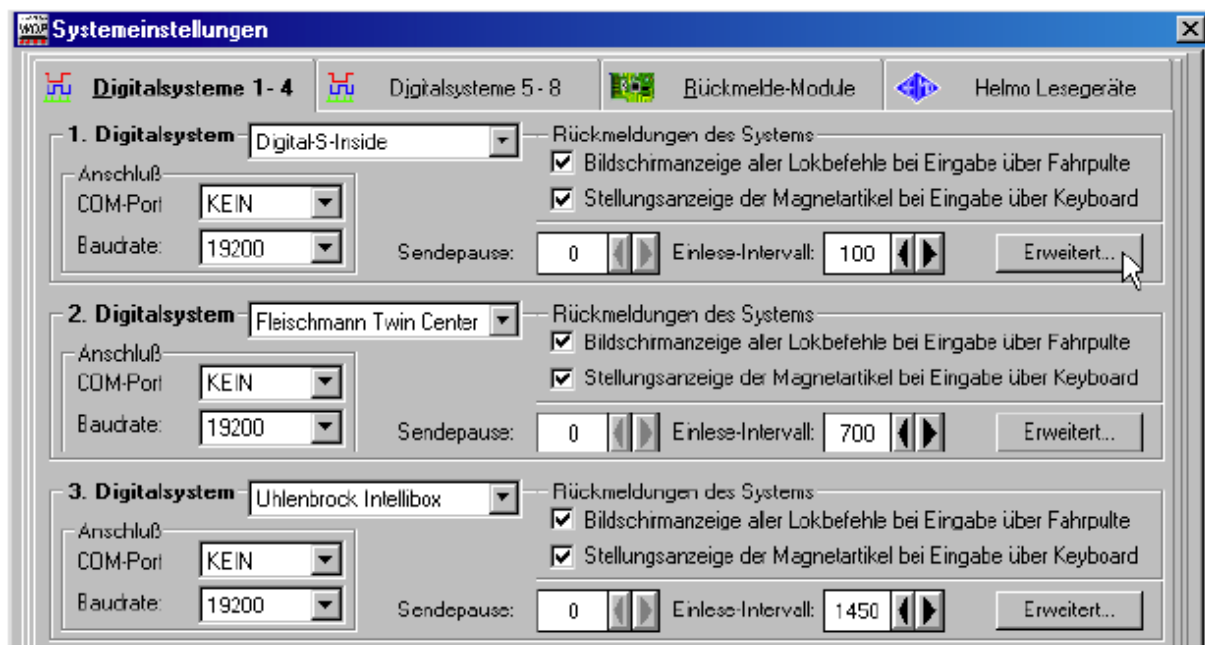 Systemeinstellungen
Digitalsysteme 1- 4 Digitalsysteme 5 - 8 Rückmelde-Module Helmo Lesegeräte
1. Digitalsystem Digital-S-Inside Rückmeldungen des Systems
Bildschirmanzeige aller Lokbefehle bei Eingabe über Fahrpulte
Anschluß
COM-Port KEIN Stellungsanzeige der Magnetartikel bei Eingabe über Keyboard
Baudrate: 19200 Sendepause: 0 Einlese-Intervall: 100 Erweitert...
2. Digitalsystem Fleischmann Twin Center Rückmeldungen des Systems
Bildschirmanzeige aller Lokbefehle bei Eingabe über Fahrpulte
Anschluß
COM-Port KEIN Stellungsanzeige der Magnetartikel bei Eingabe über Keyboard
Baudrate: 19200 Sendepause: 0 Einlese-Intervall: 700 Erweitert...
3. Digitalsystem Uhlenbrock Intellibox Rückmeldungen des Systems
Bildschirmanzeige aller Lokbefehle bei Eingabe über Fahrpulte
Anschluß
COM-Port KEIN Stellungsanzeige der Magnetartikel bei Eingabe über Keyboard
Baudrate: 19200 Sendepause: 0 Einlese-Intervall: 1450 Erweitert...